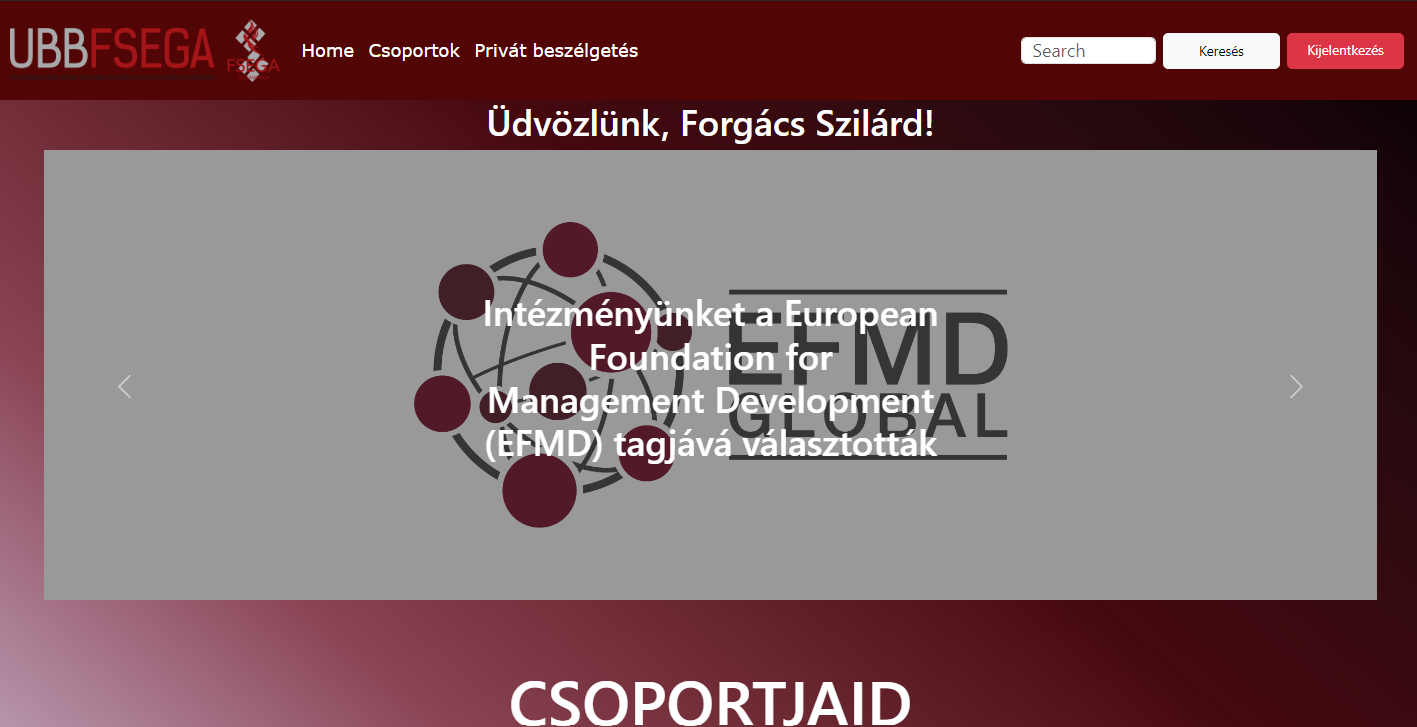 UBBFSEGA
FSEGA
Home Csoportok Privát beszélgetés
Search Keresés Kijelentkezés
Üdvözlünk, Forgács Szilárd!
Intézményünket a European
Foundation for
Management Development
(EFMD) tagjává választották
EFMD
GLOBAL
CSOPORTJAID